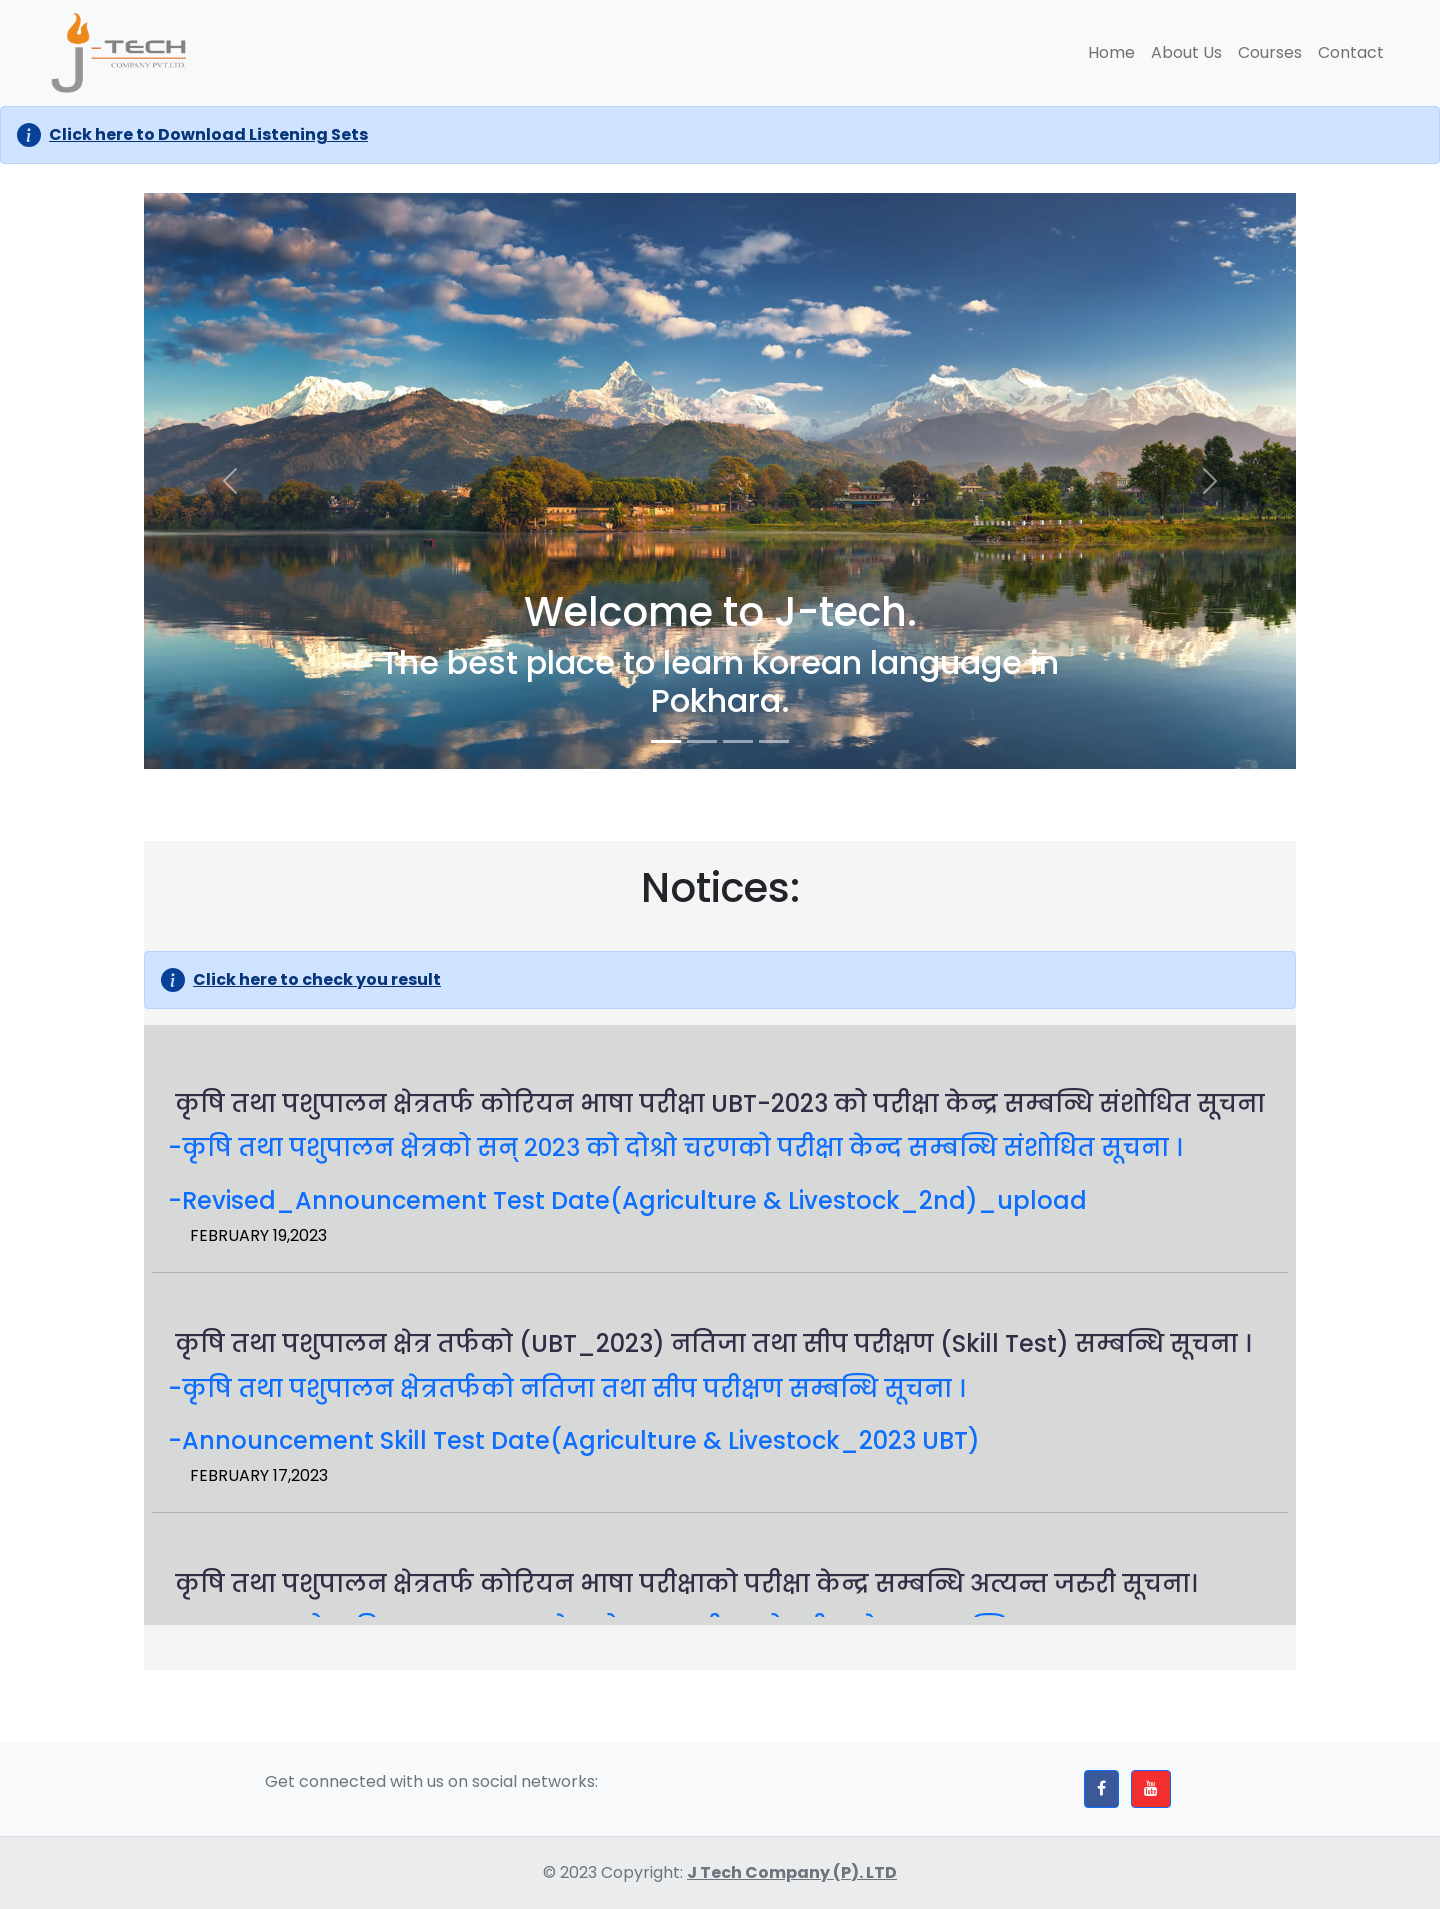 J-TECH
COMPANY PVT.LTD.
Home About Us Courses Contact
Click here to Download Listening Sets
Welcome to J-tech.
The best place to learn korean language in
Pokhara.
Notices:
Click here to check you result
कृषि तथा पशुपालन क्षेत्रतर्फ कोरियन भाषा परीक्षा UBT-2023 को परीक्षा केन्द्र सम्बन्धि संशोधित सूचना
-कृषि तथा पशुपालन क्षेत्रको सन् २०२३ को दोश्रो चरणको परीक्षा केन्द सम्बन्धि संशोधित सूचना ।
-Revised_Announcement Test Date(Agriculture & Livestock_2nd)_upload
FEBRUARY 19,2023
कृषि तथा पशुपालन क्षेत्र तर्फको (UBT_2023) नतिजा तथा सीप परीक्षण (Skill Test) सम्बन्धि सूचना ।
-कृषि तथा पशुपालन क्षेत्रतर्फको नतिजा तथा सीप परीक्षण सम्बन्धि सूचना ।
-Announcement Skill Test Date(Agriculture & Livestock_2023 UBT)
FEBRUARY 17,2023
कृषि तथा पशुपालन क्षेत्रतर्फ कोरियन भाषा परीक्षाको परीक्षा केन्द्र सम्बन्धि अत्यन्त जरुरी सूचना।
Get connected with us on social networks:
You Tube
© 2023 Copyright: J Tech Company (P). LTD